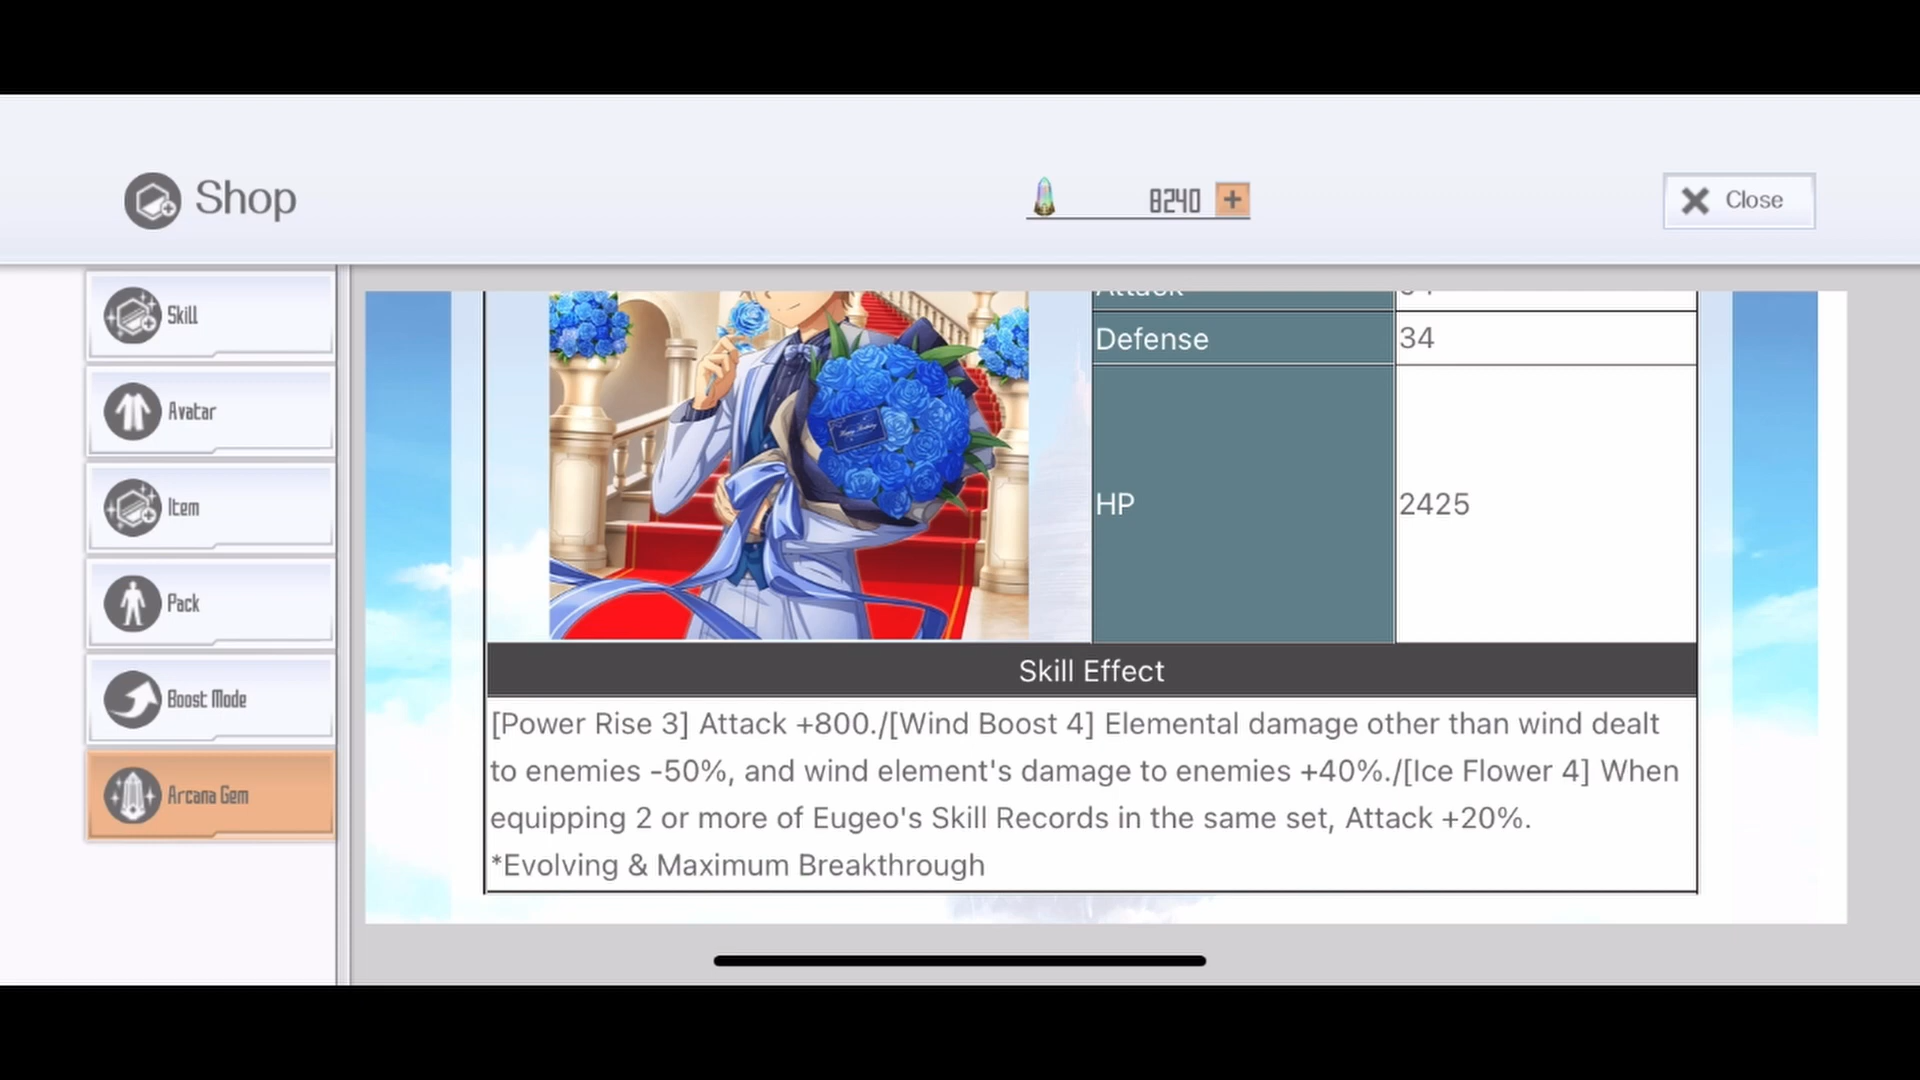 Shop
8240
Close
Skill
Avatar
Item
Pack
Boost Mode
Arcana Gem
Defense
34
HP
2425
Skill Effect
[Power Rise 3] Attack +800./[Wind Boost 4] Elemental damage other than wind dealt
to enemies -50%, and wind element's damage to enemies +40%./[Ice Flower 4] When
equipping 2 or more of Eugeo's Skill Records in the same set, Attack +20%.
*Evolving & Maximum Breakthrough